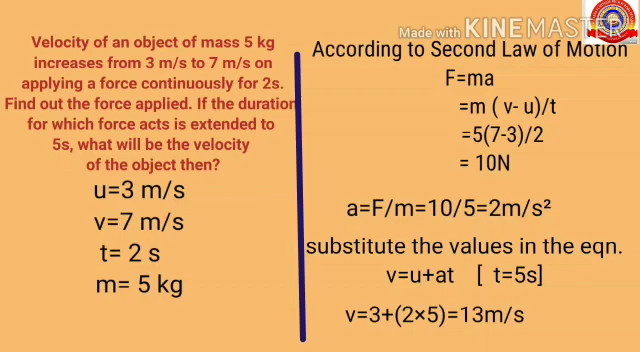 Made with KINEMASTER
Velocity of an object of mass 5 kg
increases from 3 m/s to 7 m/s on
applying a force continuously for 2s.
Find out the force applied. If the duration
for which force acts is extended to
5s, what will be the velocity
of the object then?
u=3 m/s
v=7 m/s
t= 2 s
m= 5 kg
According to Second Law of Motion
F=ma
=m ( v- u)/t
=5(7-3)/2
= 10N
a=F/m=10/5=2m/s²
substitute the values in the eqn.
v=u+at [ t=5s]
v=3+(2×5)=13m/s